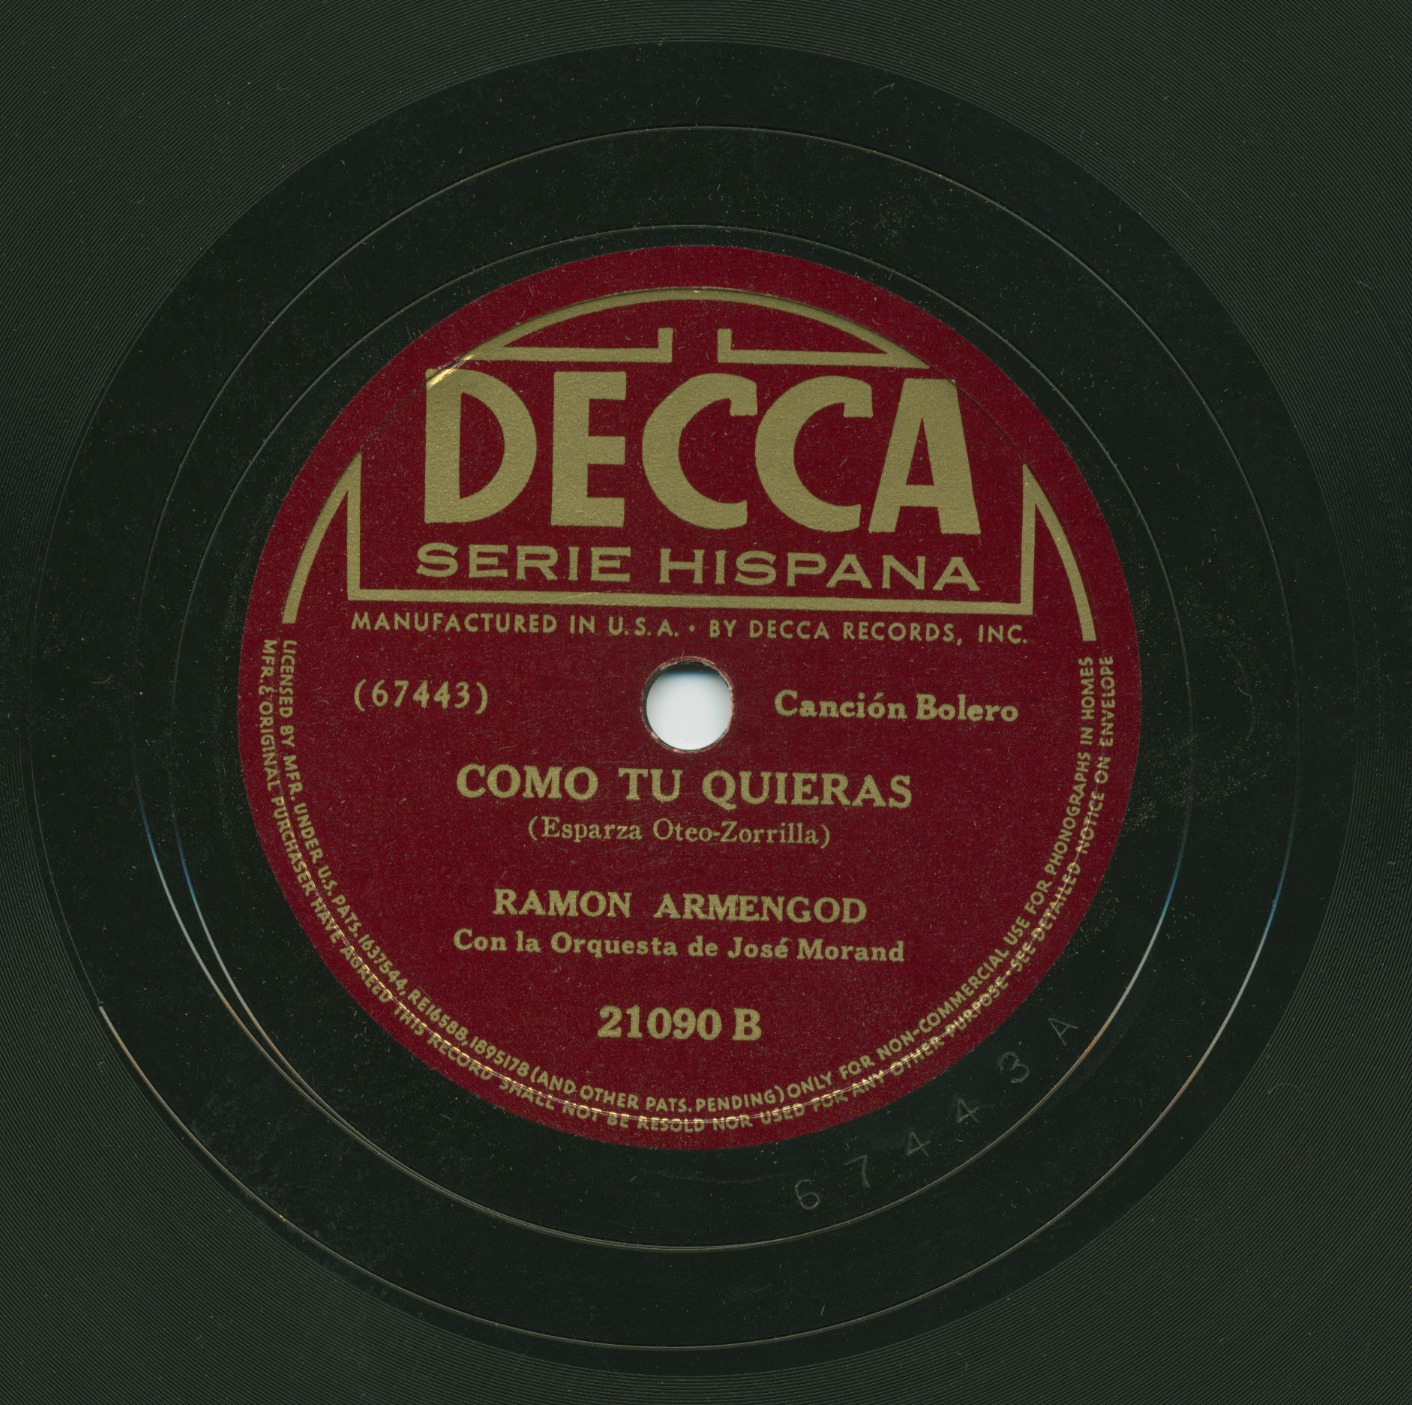 DECCA
SERIE HISPANA
MANUFACTURED IN U.S.A. • BY DECCA RECORDS, INC.
(67443)
Canción Bolero
COMO TU QUIERAS
(Esparza Oteo-Zorrilla)
RAMON ARMENGOD
Con la Orquesta de José Morand
21090 B
LICENSED BY MFR. UNDER U.S. PATS. 1637544, RE16588, 1895178 (AND OTHER PATS. PENDING) ONLY FOR NON-COMMERCIAL USE FOR PHONOGRAPHS IN HOMES
MFR. & ORIGINAL PURCHASER HAVE AGREED THIS RECORD SHALL NOT BE RESOLD NOR USED FOR ANY OTHER PURPOSE • SEE DETAILED NOTICE ON ENVELOPE
67443A